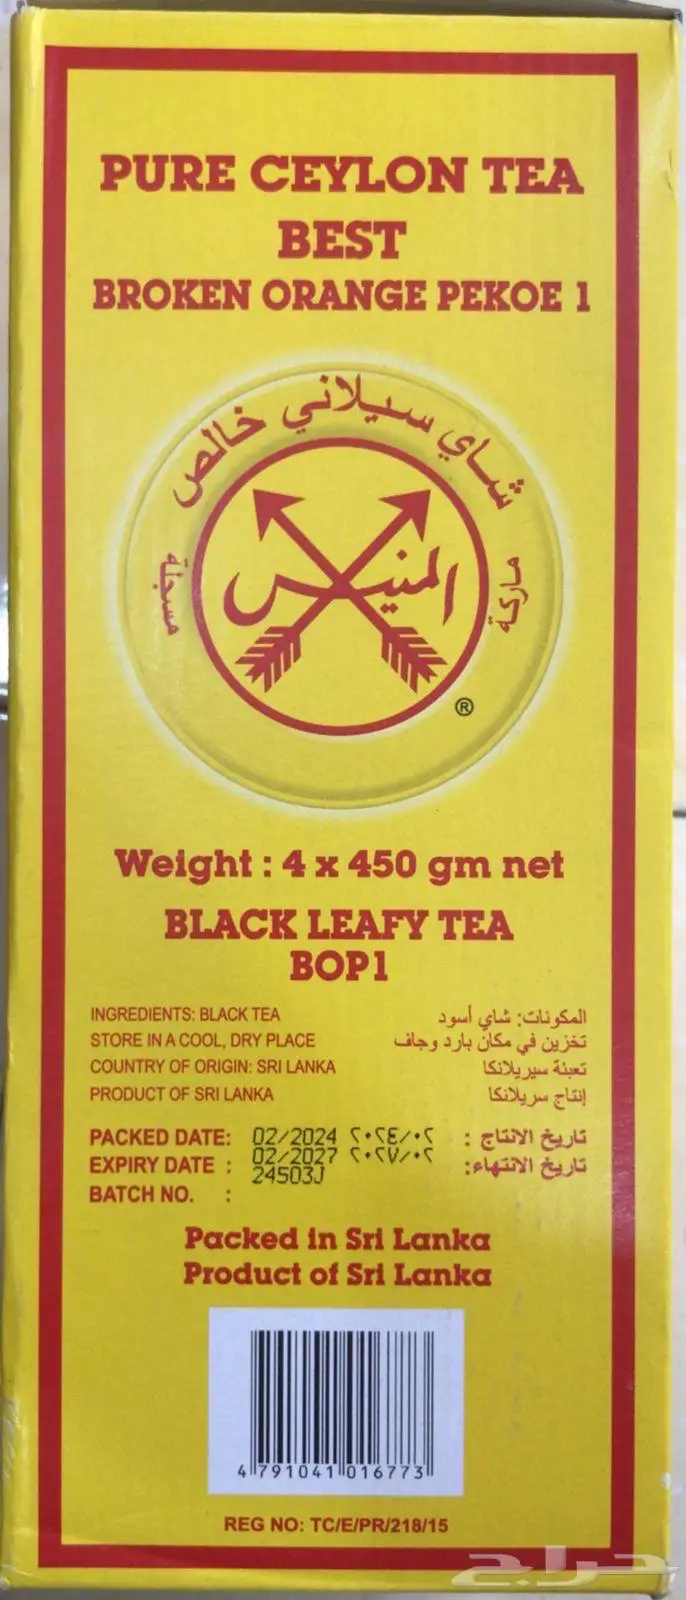 PURE CEYLON TEA
BEST
BROKEN ORANGE PEKOE 1
شاي سيلاني خالص
ماركة
مسجلة
المنيس
®
Weight : 4 x 450 gm net
BLACK LEAFY TEA
BOP1
INGREDIENTS: BLACK TEA المكونات: شاي أسود
STORE IN A COOL, DRY PLACE تخزين في مكان بارد وجاف
COUNTRY OF ORIGIN: SRI LANKA تعبئة سيريلانكا
PRODUCT OF SRI LANKA إنتاج سريلانكا
PACKED DATE: 02/2024 ٢٠٢٤/٠٢ تاريخ الانتاج :
EXPIRY DATE : 02/2027 ٢٠٢٧/٠٢ تاريخ الانتهاء:
BATCH NO. : 24503J
Packed in Sri Lanka
Product of Sri Lanka
4 791041 016773
REG NO: TC/E/PR/218/15
حراج